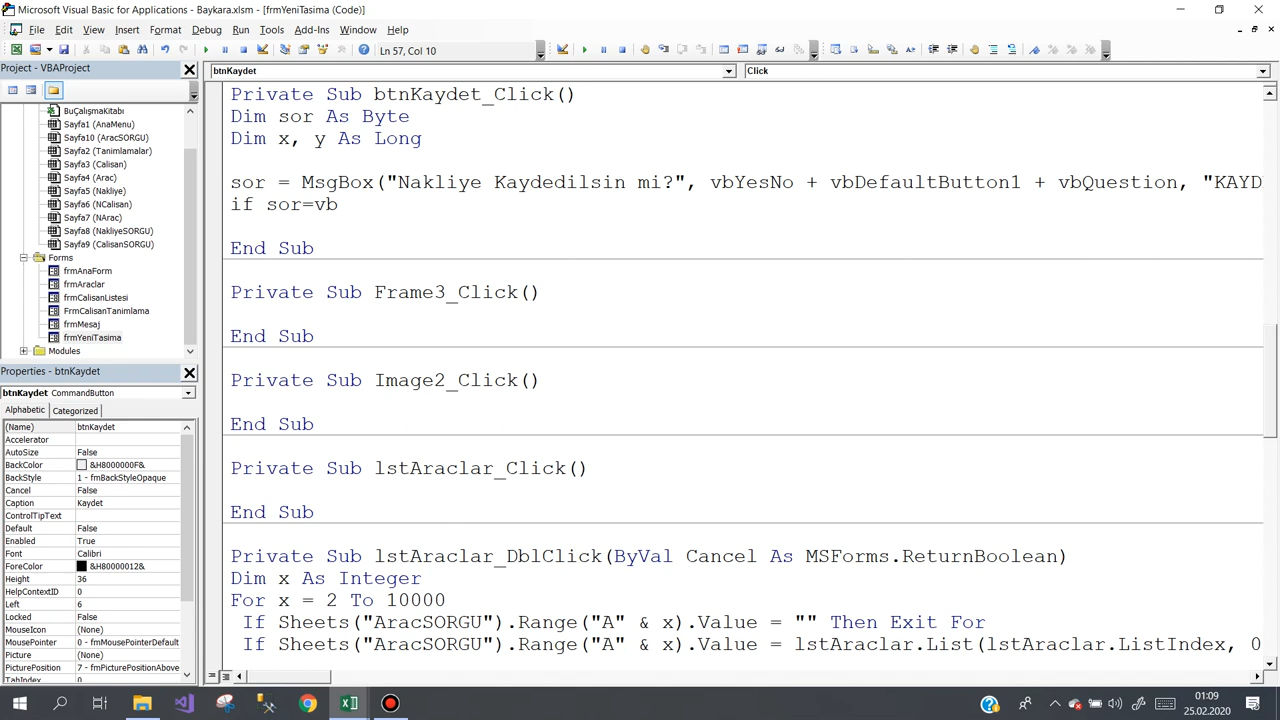 Microsoft Visual Basic for Applications - Baykara.xlsm - [frmYeniTasima (Code)]
File Edit View Insert Format Debug Run Tools Add-Ins Window Help
Ln 57, Col 10
Project - VBAProject
btnKaydet
Click
BuÇalışmaKitabı
Sayfa1 (AnaMenu)
Sayfa10 (AracSORGU)
Sayfa2 (Tanimlamalar)
Sayfa3 (Calisan)
Sayfa4 (Arac)
Sayfa5 (Nakliye)
Sayfa6 (NCalisan)
Sayfa7 (NArac)
Sayfa8 (NakliyeSORGU)
Sayfa9 (CalisanSORGU)
Forms
frmAnaForm
frmAraclar
frmCalisanListesi
FrmCalisanTanimlama
frmMesaj
frmYeniTasima
Modules
Properties - btnKaydet
btnKaydet CommandButton
Alphabetic Categorized
(Name) btnKaydet
Accelerator
AutoSize False
BackColor &H8000000F&
BackStyle 1 - fmBackStyleOpaque
Cancel False
Caption Kaydet
ControlTipText
Default False
Enabled True
Font Calibri
ForeColor &H80000012&
Height 36
HelpContextID 0
Left 6
Locked False
MouseIcon (None)
MousePointer 0 - fmMousePointerDefault
Picture (None)
PicturePosition 7 - fmPicturePositionAbove
TabIndex 0
Private Sub btnKaydet_Click()
Dim sor As Byte
Dim x, y As Long
sor = MsgBox("Nakliye Kaydedilsin mi?", vbYesNo + vbDefaultButton1 + vbQuestion, "KAYD
if sor=vb
End Sub
Private Sub Frame3_Click()
End Sub
Private Sub Image2_Click()
End Sub
Private Sub lstAraclar_Click()
End Sub
Private Sub lstAraclar_DblClick(ByVal Cancel As MSForms.ReturnBoolean)
Dim x As Integer
For x = 2 To 10000
If Sheets("AracSORGU").Range("A" & x).Value = "" Then Exit For
If Sheets("AracSORGU").Range("A" & x).Value = lstAraclar.List(lstAraclar.ListIndex, 0
01:09
25.02.2020